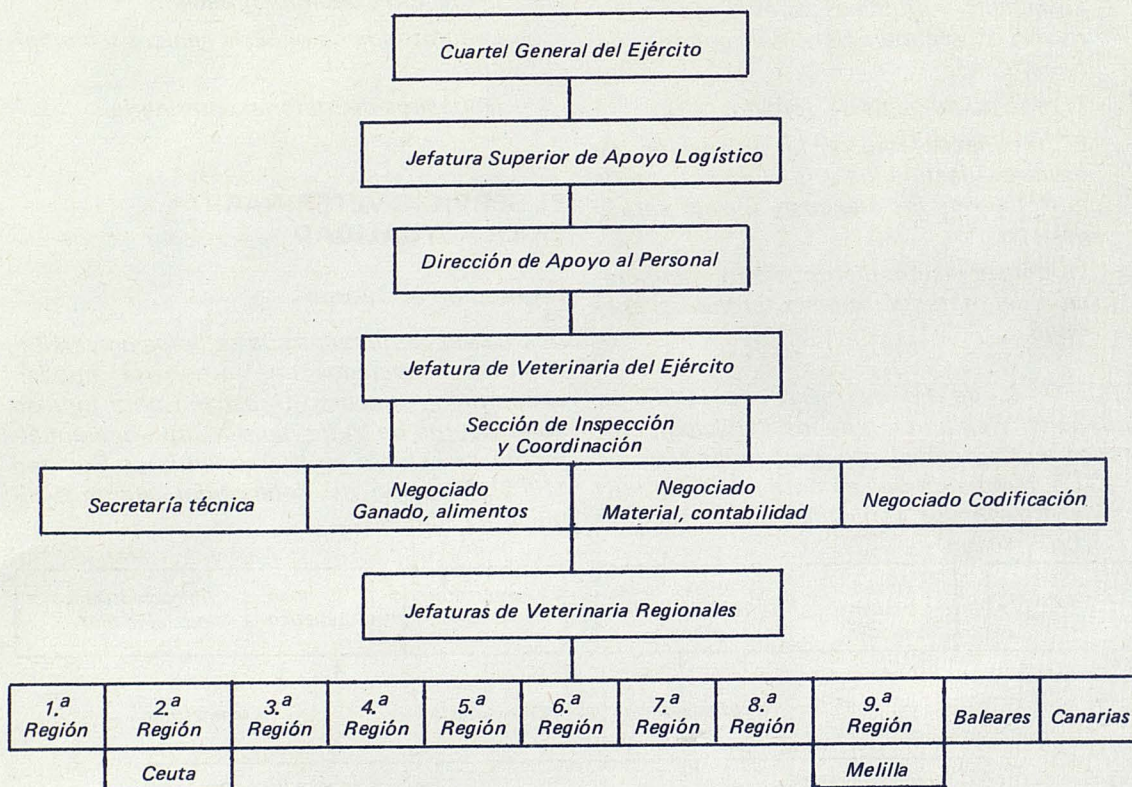 Cuartel General del Ejército
Jefatura Superior de Apoyo Logístico
Dirección de Apoyo al Personal
Jefatura de Veterinaria del Ejército
Sección de Inspección
y Coordinación
Secretaría técnica
Negociado
Ganado, alimentos
Negociado
Material, contabilidad
Negociado Codificación
Jefaturas de Veterinaria Regionales
1.ª
Región
2.ª
Región
3.ª
Región
4.ª
Región
5.ª
Región
6.ª
Región
7.ª
Región
8.ª
Región
9.ª
Región
Baleares
Canarias
Ceuta
Melilla